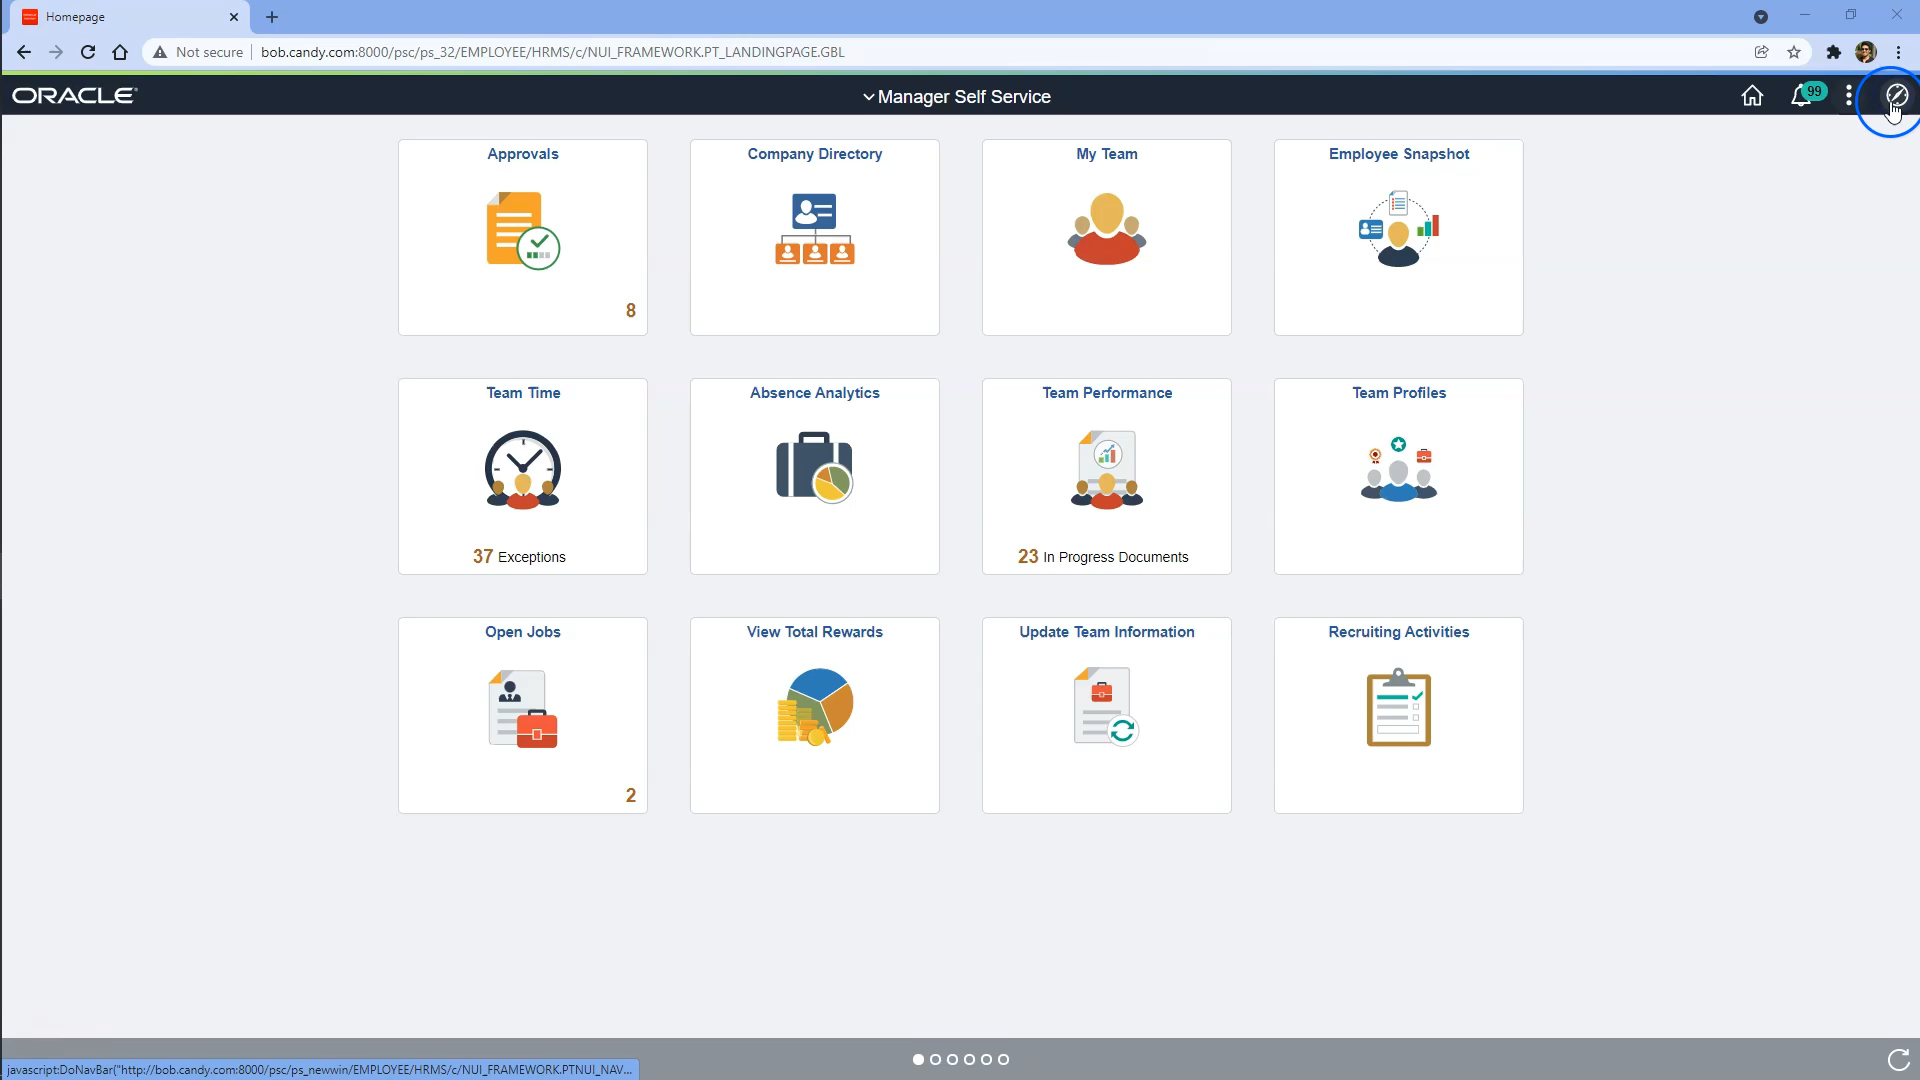 Homepage
Not secure
bob.candy.com:8000/psc/ps_32/EMPLOYEE/HRMS/c/NUI_FRAMEWORK.PT_LANDINGPAGE.GBL
ORACLE
Manager Self Service
99
Approvals
8
Company Directory
My Team
Employee Snapshot
Team Time
37 Exceptions
Absence Analytics
Team Performance
23 In Progress Documents
Team Profiles
Open Jobs
2
View Total Rewards
Update Team Information
Recruiting Activities
javascript:DoNavBar("http://bob.candy.com:8000/psc/ps_newwin/EMPLOYEE/HRMS/c/NUI_FRAMEWORK.PTNUI_NAV...